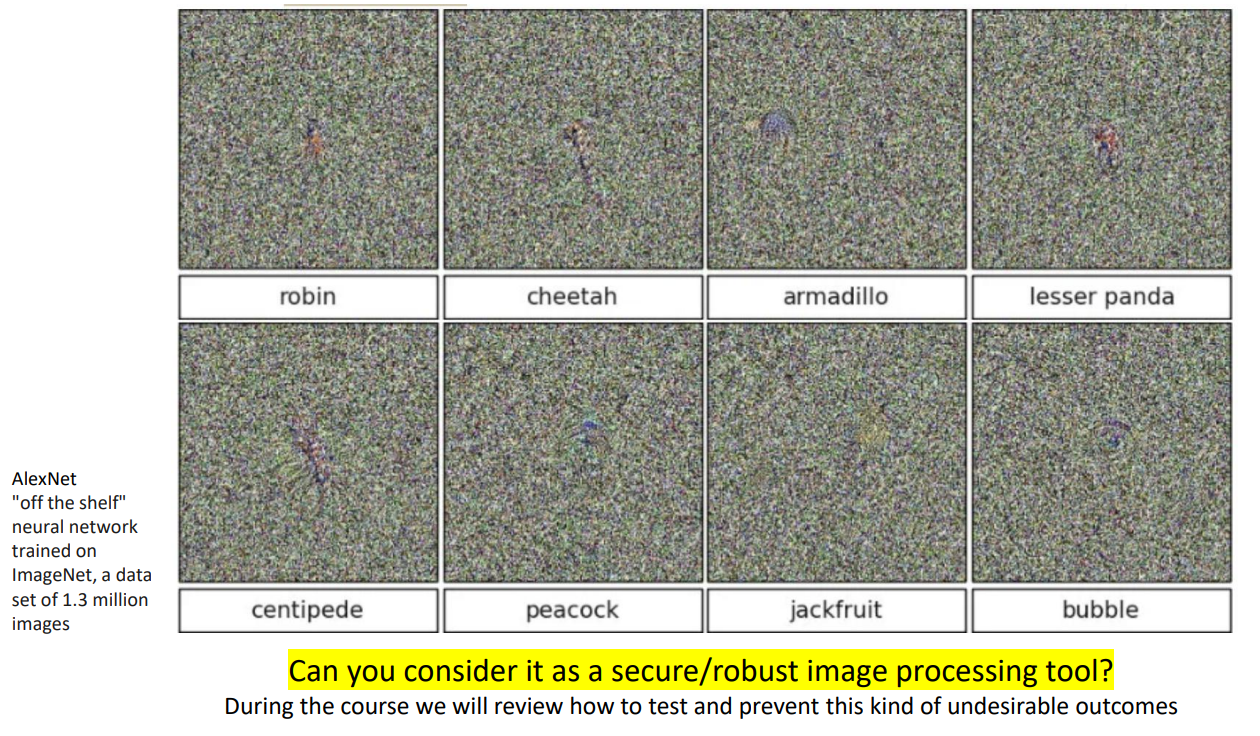 robin
cheetah
armadillo
lesser panda
centipede
peacock
jackfruit
bubble
AlexNet
"off the shelf"
neural network
trained on
ImageNet, a data
set of 1.3 million
images
Can you consider it as a secure/robust image processing tool?
During the course we will review how to test and prevent this kind of undesirable outcomes